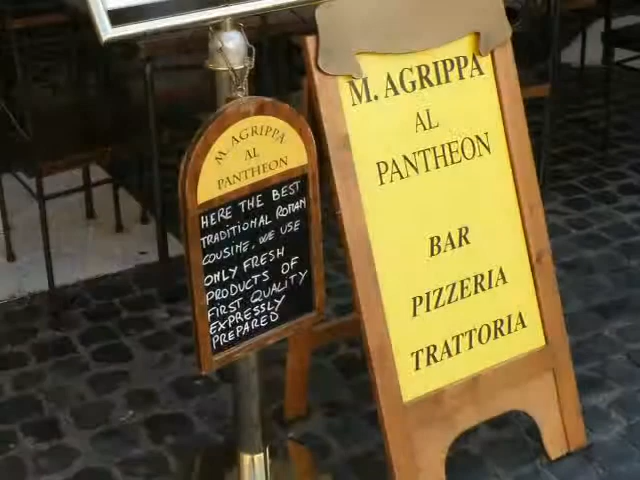 M. AGRIPPA
AL
PANTHEON
HERE THE BEST
TRADITIONAL ROMAN
COUSINE. WE USE
ONLY FRESH
PRODUCTS OF
FIRST QUALITY
EXPRESSLY
PREPARED
M. AGRIPPA
AL
PANTHEON
BAR
PIZZERIA
TRATTORIA